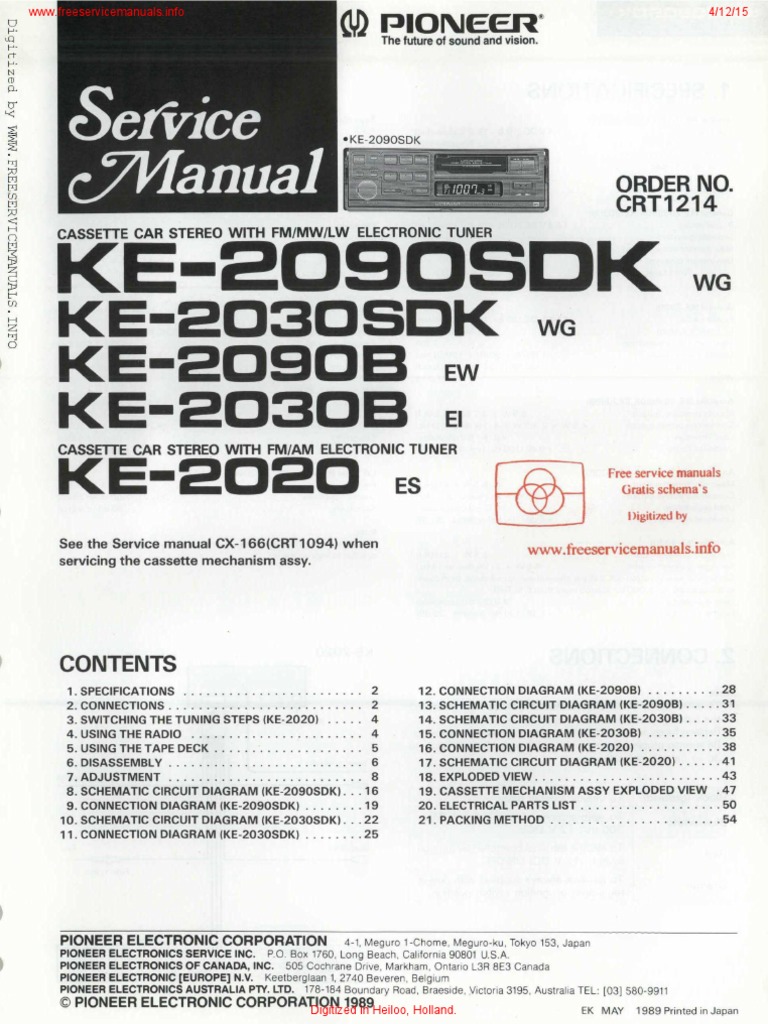 www.freeservicemanuals.info
4/12/15
Digitized by WWW.FREESERVICEMANUALS.INFO
PIONEER®
The future of sound and vision.
Service
Manual
•KE-2090SDK
ORDER NO.
CRT1214
CASSETTE CAR STEREO WITH FM/MW/LW ELECTRONIC TUNER
KE-2090SDK WG
KE-2030SDK WG
KE-2090B EW
KE-2030B EI
CASSETTE CAR STEREO WITH FM/AM ELECTRONIC TUNER
KE-2020 ES
Free service manuals
Gratis schema's
Digitized by
www.freeservicemanuals.info
See the Service manual CX-166(CRT1094) when
servicing the cassette mechanism assy.
CONTENTS
1. SPECIFICATIONS . . . . . . . . . . . . . . . . . . . . . . 2
2. CONNECTIONS . . . . . . . . . . . . . . . . . . . . . . . . 2
3. SWITCHING THE TUNING STEPS (KE-2020) . . . . . 4
4. USING THE RADIO . . . . . . . . . . . . . . . . . . . . . 4
5. USING THE TAPE DECK . . . . . . . . . . . . . . . . . . 5
6. DISASSEMBLY . . . . . . . . . . . . . . . . . . . . . . . . 6
7. ADJUSTMENT . . . . . . . . . . . . . . . . . . . . . . . . 8
8. SCHEMATIC CIRCUIT DIAGRAM (KE-2090SDK) . . . 16
9. CONNECTION DIAGRAM (KE-2090SDK) . . . . . . . . 19
10. SCHEMATIC CIRCUIT DIAGRAM (KE-2030SDK) . . . 22
11. CONNECTION DIAGRAM (KE-2030SDK) . . . . . . . . 25
12. CONNECTION DIAGRAM (KE-2090B) . . . . . . . . . . 28
13. SCHEMATIC CIRCUIT DIAGRAM (KE-2090B) . . . . . 31
14. SCHEMATIC CIRCUIT DIAGRAM (KE-2030B) . . . . . 33
15. CONNECTION DIAGRAM (KE-2030B) . . . . . . . . . . 35
16. CONNECTION DIAGRAM (KE-2020) . . . . . . . . . . . 38
17. SCHEMATIC CIRCUIT DIAGRAM (KE-2020) . . . . . . 41
18. EXPLODED VIEW . . . . . . . . . . . . . . . . . . . . . . . 43
19. CASSETTE MECHANISM ASSY EXPLODED VIEW . 47
20. ELECTRICAL PARTS LIST . . . . . . . . . . . . . . . . . 50
21. PACKING METHOD . . . . . . . . . . . . . . . . . . . . . 54
PIONEER ELECTRONIC CORPORATION 4-1, Meguro 1-Chome, Meguro-ku, Tokyo 153, Japan
PIONEER ELECTRONICS SERVICE INC. P.O. Box 1760, Long Beach, California 90801 U.S.A.
PIONEER ELECTRONICS OF CANADA, INC. 505 Cochrane Drive, Markham, Ontario L3R 8E3 Canada
PIONEER ELECTRONIC [EUROPE] N.V. Keetberglaan 1, 2740 Beveren, Belgium
PIONEER ELECTRONICS AUSTRALIA PTY. LTD. 178-184 Boundary Road, Braeside, Victoria 3195, Australia TEL: [03] 580-9911
© PIONEER ELECTRONIC CORPORATION 1989
Digitized in Heiloo, Holland.
EK MAY 1989 Printed in Japan